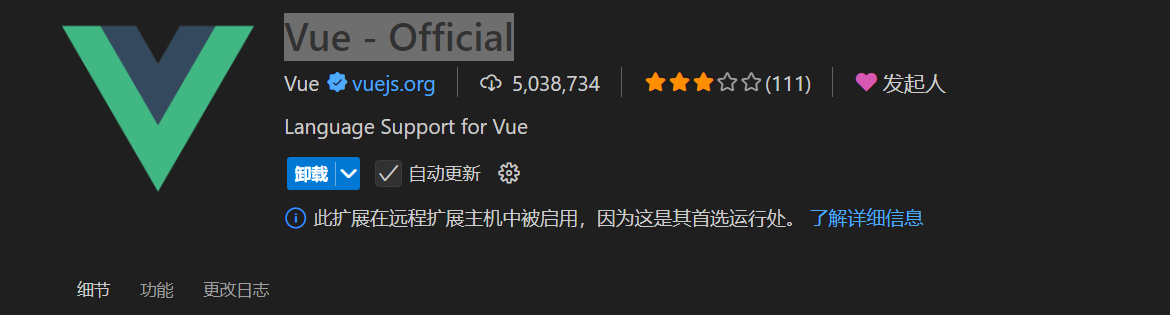 Vue - Official
Vue vuejs.org 5,038,734 (111) 发起人
Language Support for Vue
卸载 自动更新
此扩展在远程扩展主机中被启用，因为这是其首选运行处。 了解详细信息
细节 功能 更改日志